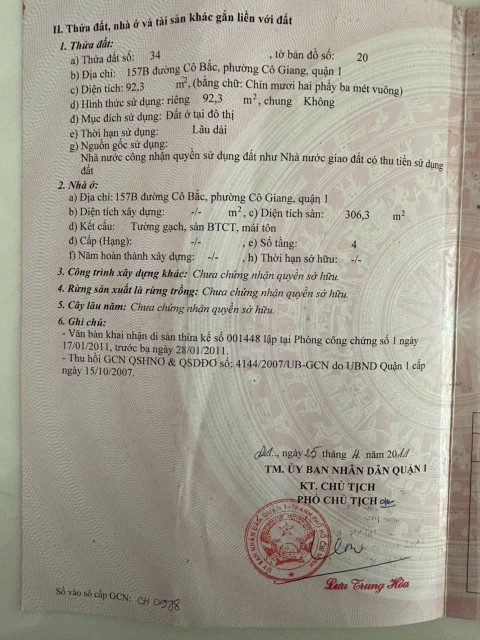 II. Thửa đất, nhà ở và tài sản khác gắn liền với đất
1. Thửa đất:
a) Thửa đất số: 34 , tờ bản đồ số: 20
b) Địa chỉ: 157B đường Cô Bắc, phường Cô Giang, quận 1
c) Diện tích: 92,3 m², (bằng chữ: Chín mươi hai phẩy ba mét vuông)
d) Hình thức sử dụng: riêng 92,3 m², chung Không
đ) Mục đích sử dụng: Đất ở tại đô thị
e) Thời hạn sử dụng: Lâu dài
g) Nguồn gốc sử dụng:
Nhà nước công nhận quyền sử dụng đất như Nhà nước giao đất có thu tiền sử dụng
đất
2. Nhà ở:
a) Địa chỉ: 157B đường Cô Bắc, phường Cô Giang, quận 1
b) Diện tích xây dựng: -/- m², c) Diện tích sàn: 306,3 m²
d) Kết cấu: Tường gạch, sàn BTCT, mái tôn
đ) Cấp (Hạng): -/- , e) Số tầng: 4
f) Năm hoàn thành xây dựng: -/- , h) Thời hạn sở hữu: -/-
3. Công trình xây dựng khác: Chưa chứng nhận quyền sở hữu.
4. Rừng sản xuất là rừng trồng: Chưa chứng nhận quyền sở hữu.
5. Cây lâu năm: Chưa chứng nhận quyền sở hữu.
6. Ghi chú:
- Văn bản khai nhận di sản thừa kế số 001448 lập tại Phòng công chứng số 1 ngày
17/01/2011, trước bạ ngày 28/01/2011.
- Thu hồi GCN QSHNO & QSDĐO số: 4144/2007/UB-GCN do UBND Quận 1 cấp
ngày 15/10/2007.
, ngày 25 tháng 4 năm 2011
TM. ỦY BAN NHÂN DÂN QUẬN 1
KT. CHỦ TỊCH
PHÓ CHỦ TỊCH
Lưu Trung Hòa
Số vào sổ cấp GCN: CH 00978